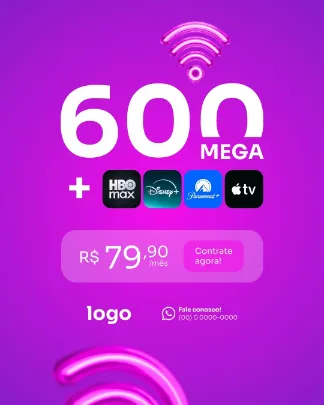 600
MEGA
+ HBO max Disney+ Paramount+ tv
R$ 79,90 /mês Contrate agora!
logo
Fale conosco!
(00) 0 0000-0000